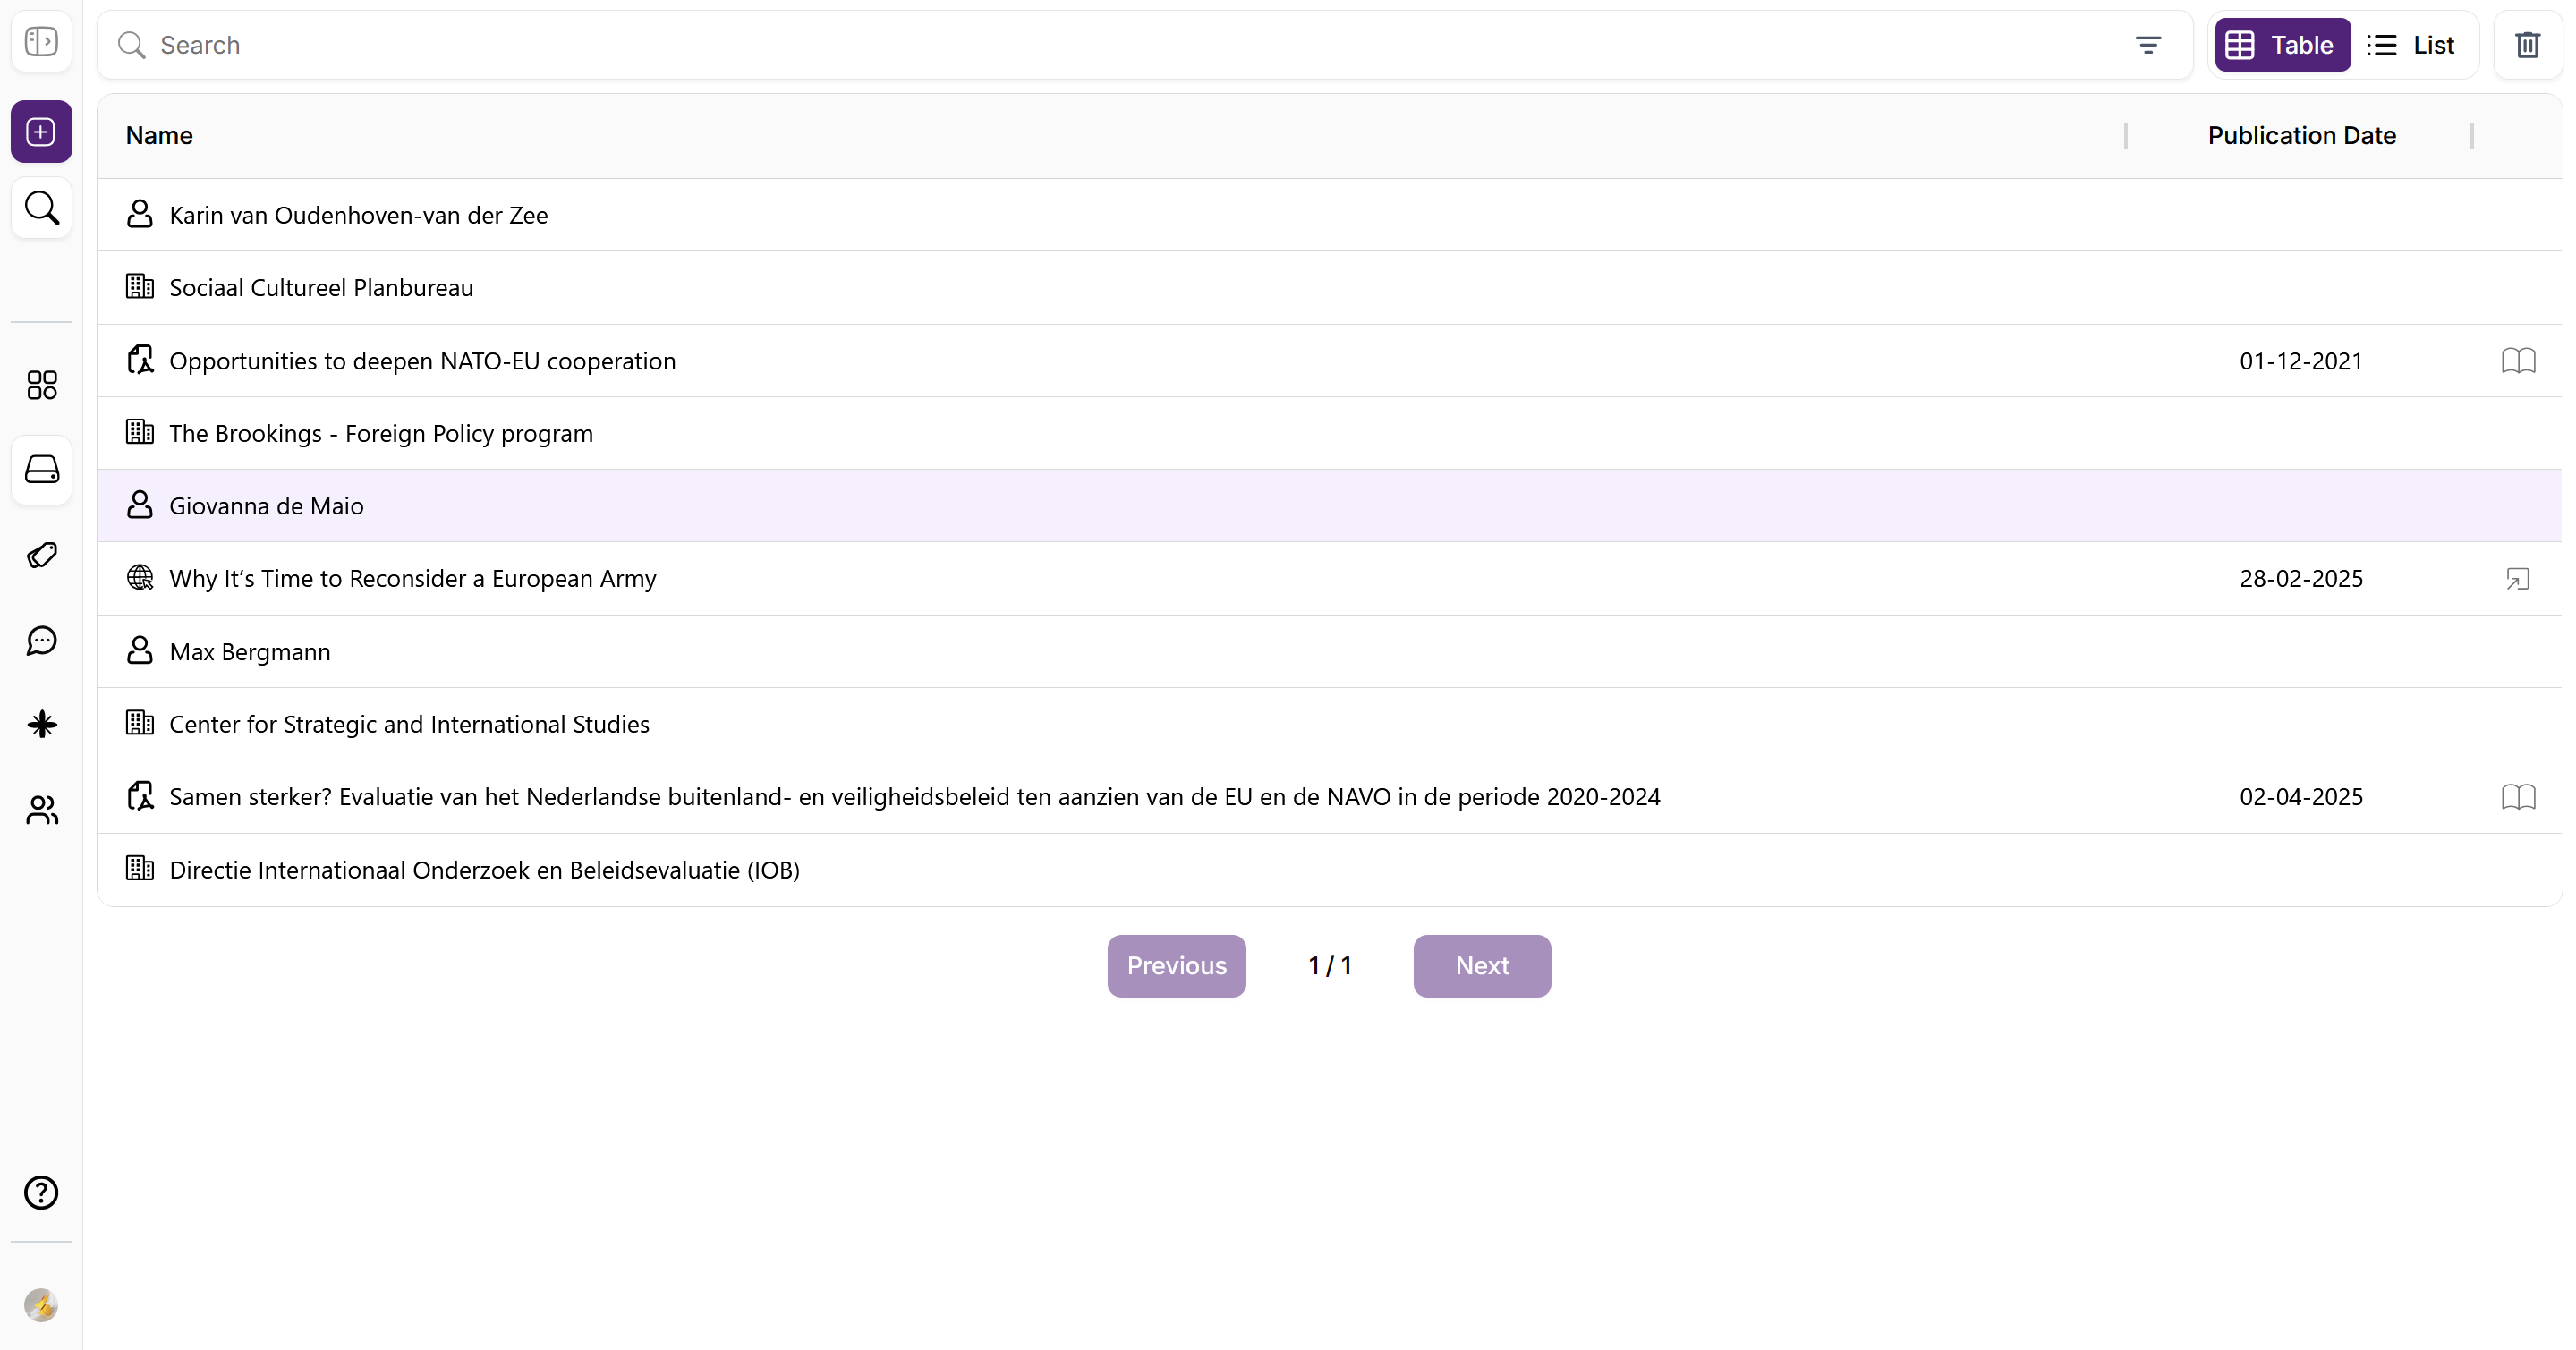 Search
Table
List
Name
Publication Date
Karin van Oudenhoven-van der Zee
Sociaal Cultureel Planbureau
Opportunities to deepen NATO-EU cooperation 01-12-2021
The Brookings - Foreign Policy program
Giovanna de Maio
Why It’s Time to Reconsider a European Army 28-02-2025
Max Bergmann
Center for Strategic and International Studies
Samen sterker? Evaluatie van het Nederlandse buitenland- en veiligheidsbeleid ten aanzien van de EU en de NAVO in de periode 2020-2024 02-04-2025
Directie Internationaal Onderzoek en Beleidsevaluatie (IOB)
Previous 1 / 1 Next